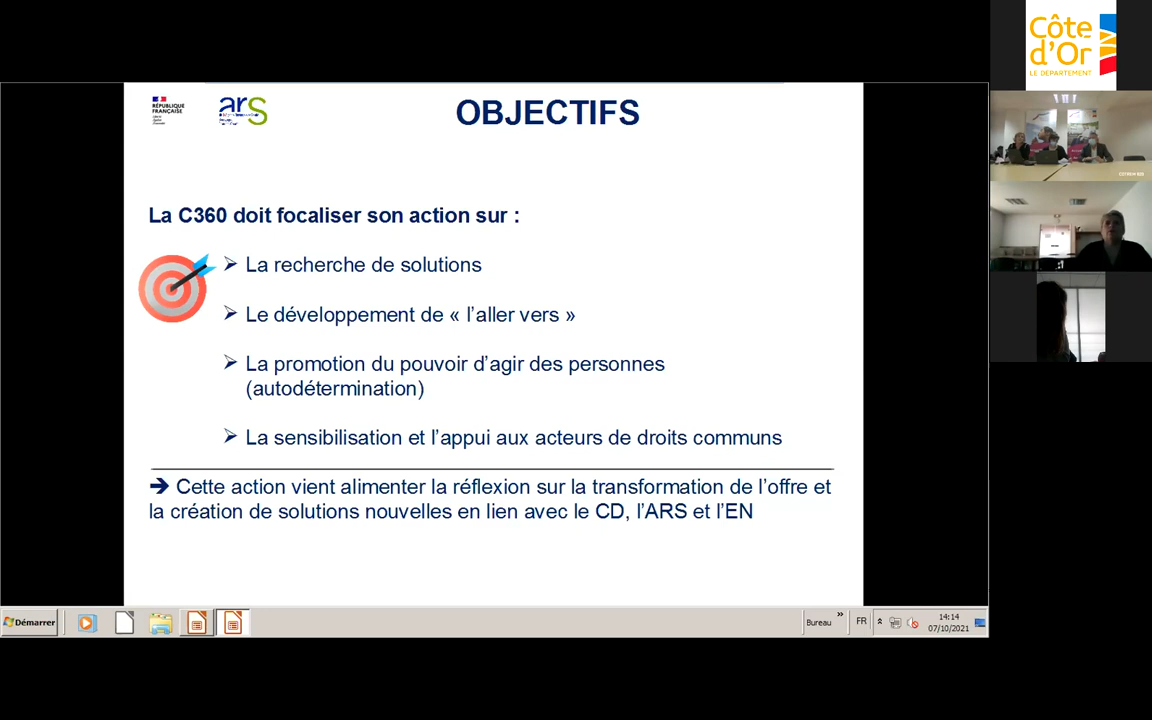 Côte
d'Or
LE DÉPARTEMENT
RÉPUBLIQUE
FRANÇAISE
ars
OBJECTIFS
La C360 doit focaliser son action sur :
➢ La recherche de solutions
➢ Le développement de « l'aller vers »
➢ La promotion du pouvoir d'agir des personnes
(autodétermination)
➢ La sensibilisation et l'appui aux acteurs de droits communs
➔ Cette action vient alimenter la réflexion sur la transformation de l'offre et
la création de solutions nouvelles en lien avec le CD, l'ARS et l'EN
Démarrer
Bureau
»
FR
14:14
07/10/2021